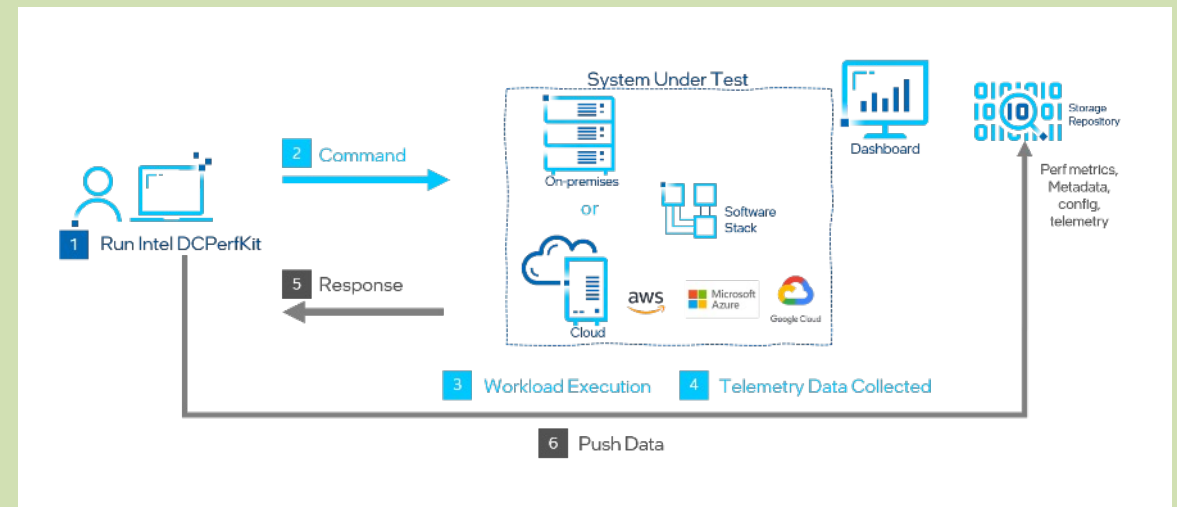 System Under Test
2 Command
On-premises
or
Software
Stack
Dashboard
Storage
Repository
Perf metrics,
Metadata,
config,
telemetry
1 Run Intel DCPerfKit
5 Response
Cloud
aws
Microsoft
Azure
Google Cloud
3 Workload Execution
4 Telemetry Data Collected
6 Push Data